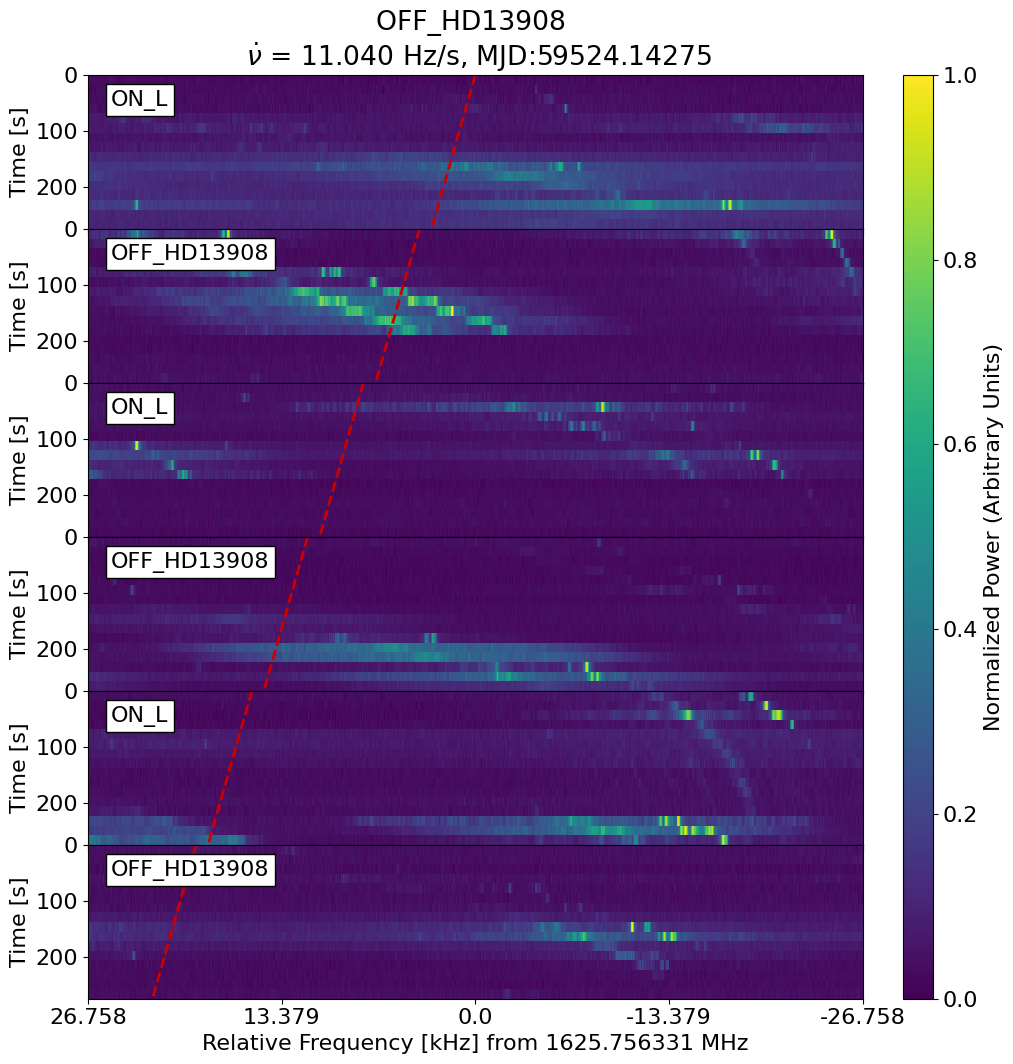 OFF_HD13908
ν̇ = 11.040 Hz/s, MJD:59524.14275
ON_L
OFF_HD13908
ON_L
OFF_HD13908
ON_L
OFF_HD13908
Time [s]
0
100
200
Time [s]
0
100
200
Time [s]
0
100
200
Time [s]
0
100
200
Time [s]
0
100
200
Time [s]
0
100
200
26.758 13.379 0.0 -13.379 -26.758
Relative Frequency [kHz] from 1625.756331 MHz
1.0
0.8
0.6
0.4
0.2
0.0
Normalized Power (Arbitrary Units)